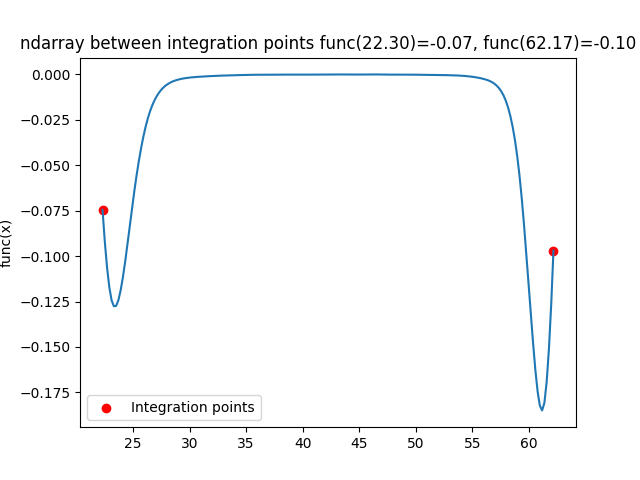 ndarray between integration points func(22.30)=-0.07, func(62.17)=-0.10
0.000
−0.025
−0.050
−0.075
−0.100
−0.125
−0.150
−0.175
func(x)
Integration points
25 30 35 40 45 50 55 60